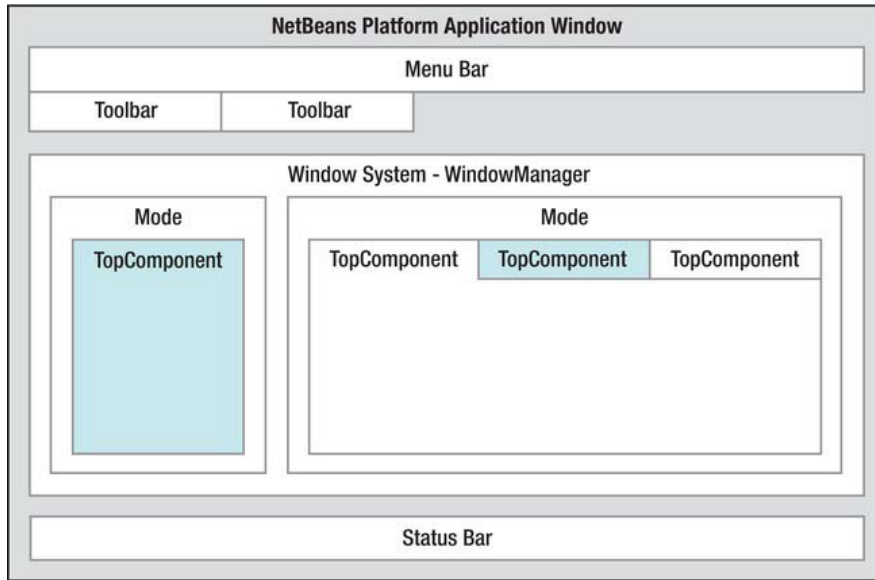 NetBeans Platform Application Window
Menu Bar
Toolbar
Toolbar
Window System - WindowManager
Mode
Mode
TopComponent
TopComponent
TopComponent
TopComponent
Status Bar